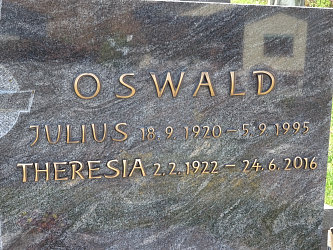 OSWALD
JULIUS 18.9.1920-5.9.1995
THERESIA 2.2.1922-24.6.2016